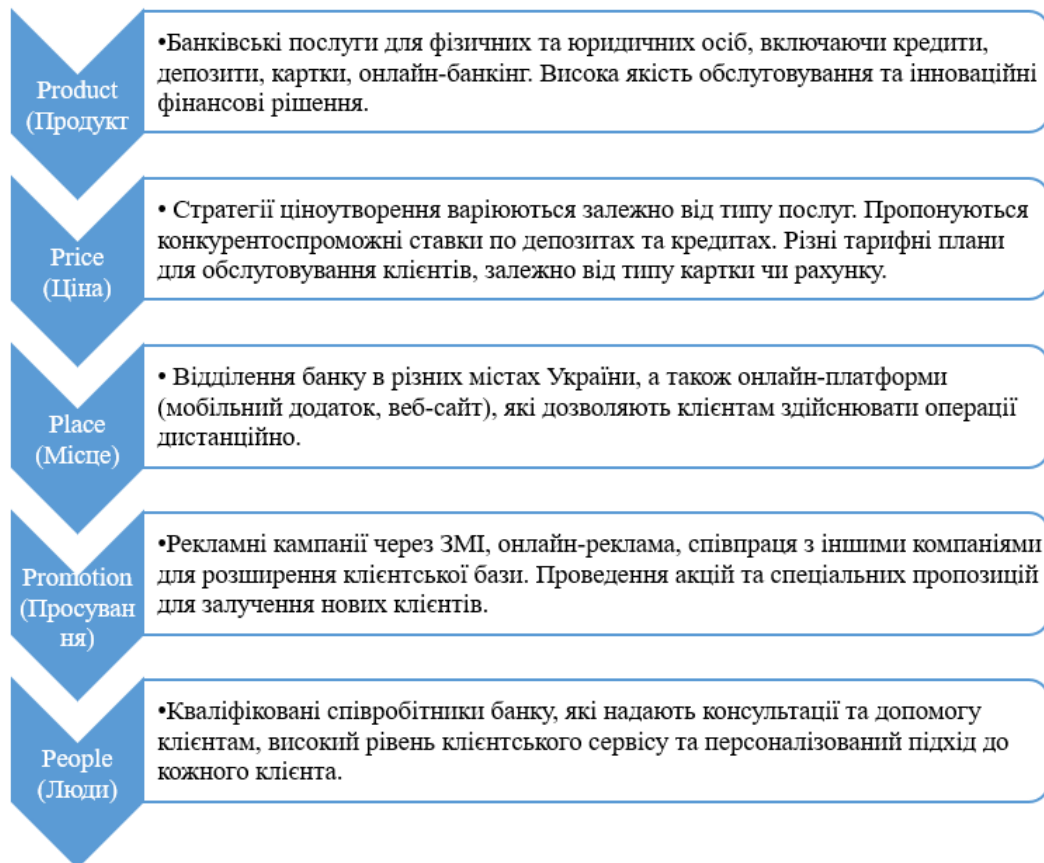 Product
(Продукт
•Банківські послуги для фізичних та юридичних осіб, включаючи кредити,
депозити, картки, онлайн-банкінг. Висока якість обслуговування та інноваційні
фінансові рішення.
Price
(Ціна)
• Стратегії ціноутворення варіюються залежно від типу послуг. Пропонуються
конкурентоспроможні ставки по депозитах та кредитах. Різні тарифні плани
для обслуговування клієнтів, залежно від типу картки чи рахунку.
Place
(Місце)
• Відділення банку в різних містах України, а також онлайн-платформи
(мобільний додаток, веб-сайт), які дозволяють клієнтам здійснювати операції
дистанційно.
Promotion
(Просуван
ня)
•Рекламні кампанії через ЗМІ, онлайн-реклама, співпраця з іншими компаніями
для розширення клієнтської бази. Проведення акцій та спеціальних пропозицій
для залучення нових клієнтів.
People
(Люди)
•Кваліфіковані співробітники банку, які надають консультації та допомогу
клієнтам, високий рівень клієнтського сервісу та персоналізований підхід до
кожного клієнта.